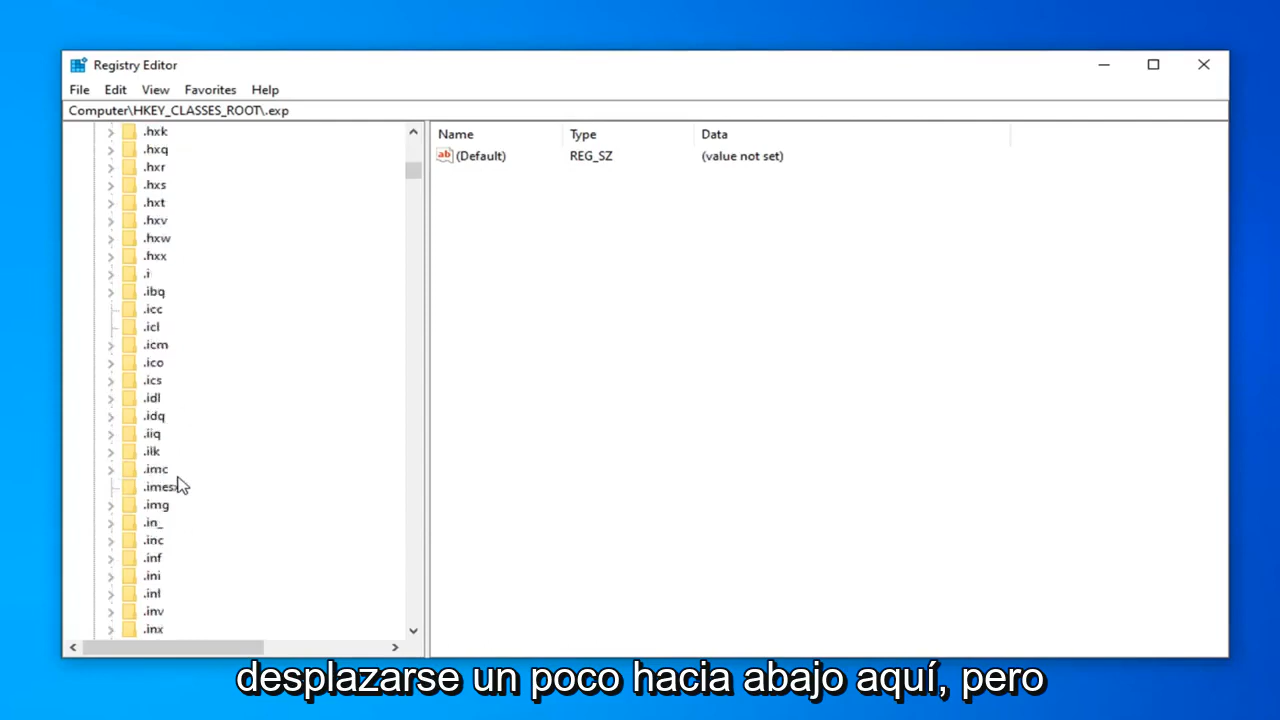 Registry Editor
File Edit View Favorites Help
Computer\HKEY_CLASSES_ROOT\.exp
.hxk
.hxq
.hxr
.hxs
.hxt
.hxv
.hxw
.hxx
.i
.ibq
.icc
.icl
.icm
.ico
.ics
.idl
.idq
.iiq
.ilk
.imc
.imesx
.img
.in_
.inc
.inf
.ini
.inl
.inv
.inx
Name Type Data
ab (Default) REG_SZ (value not set)
desplazarse un poco hacia abajo aquí, pero